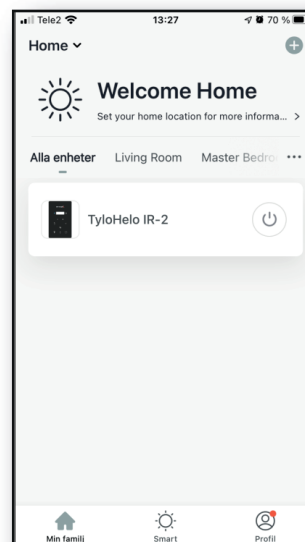 Tele2 13:27 70 %
Home
Welcome Home
Set your home location for more informa...
Alla enheter Living Room Master Bedro
TyloHelo IR-2
Min familj Smart Profil